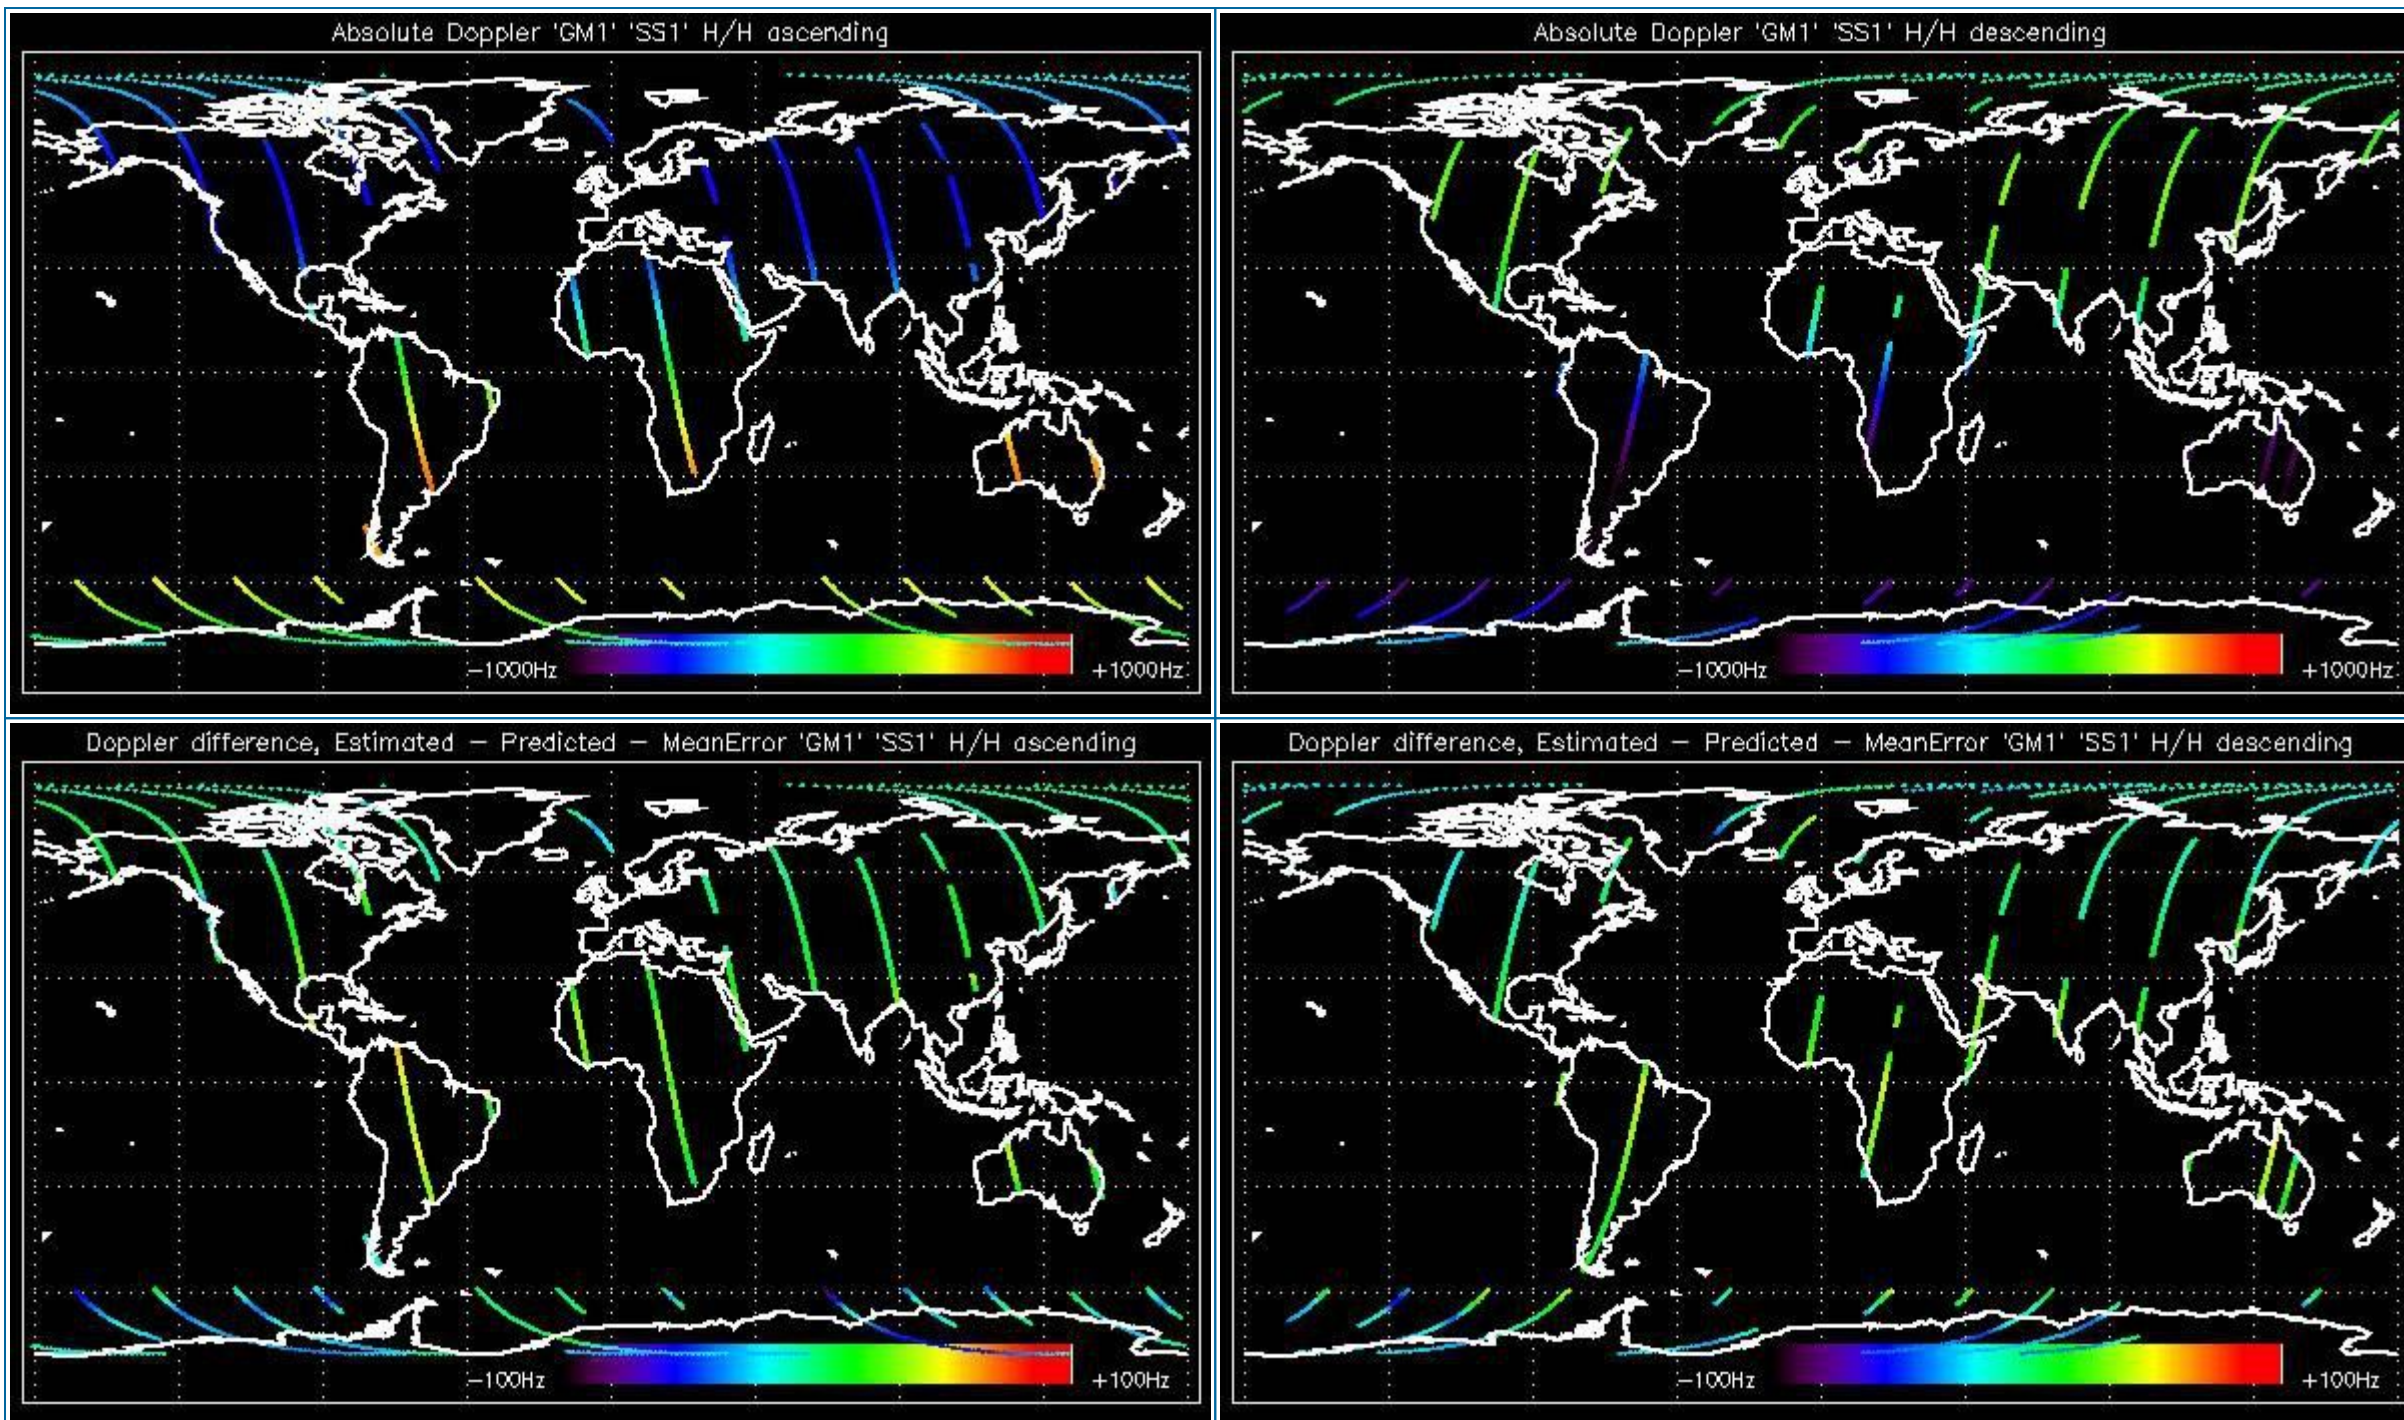 Absolute Doppler 'GM1' 'SS1' H/H ascending
−1000Hz
+1000Hz
Absolute Doppler 'GM1' 'SS1' H/H descending
−1000Hz
+1000Hz
Doppler difference, Estimated − Predicted − MeanError 'GM1' 'SS1' H/H ascending
−100Hz
+100Hz
Doppler difference, Estimated − Predicted − MeanError 'GM1' 'SS1' H/H descending
−100Hz
+100Hz